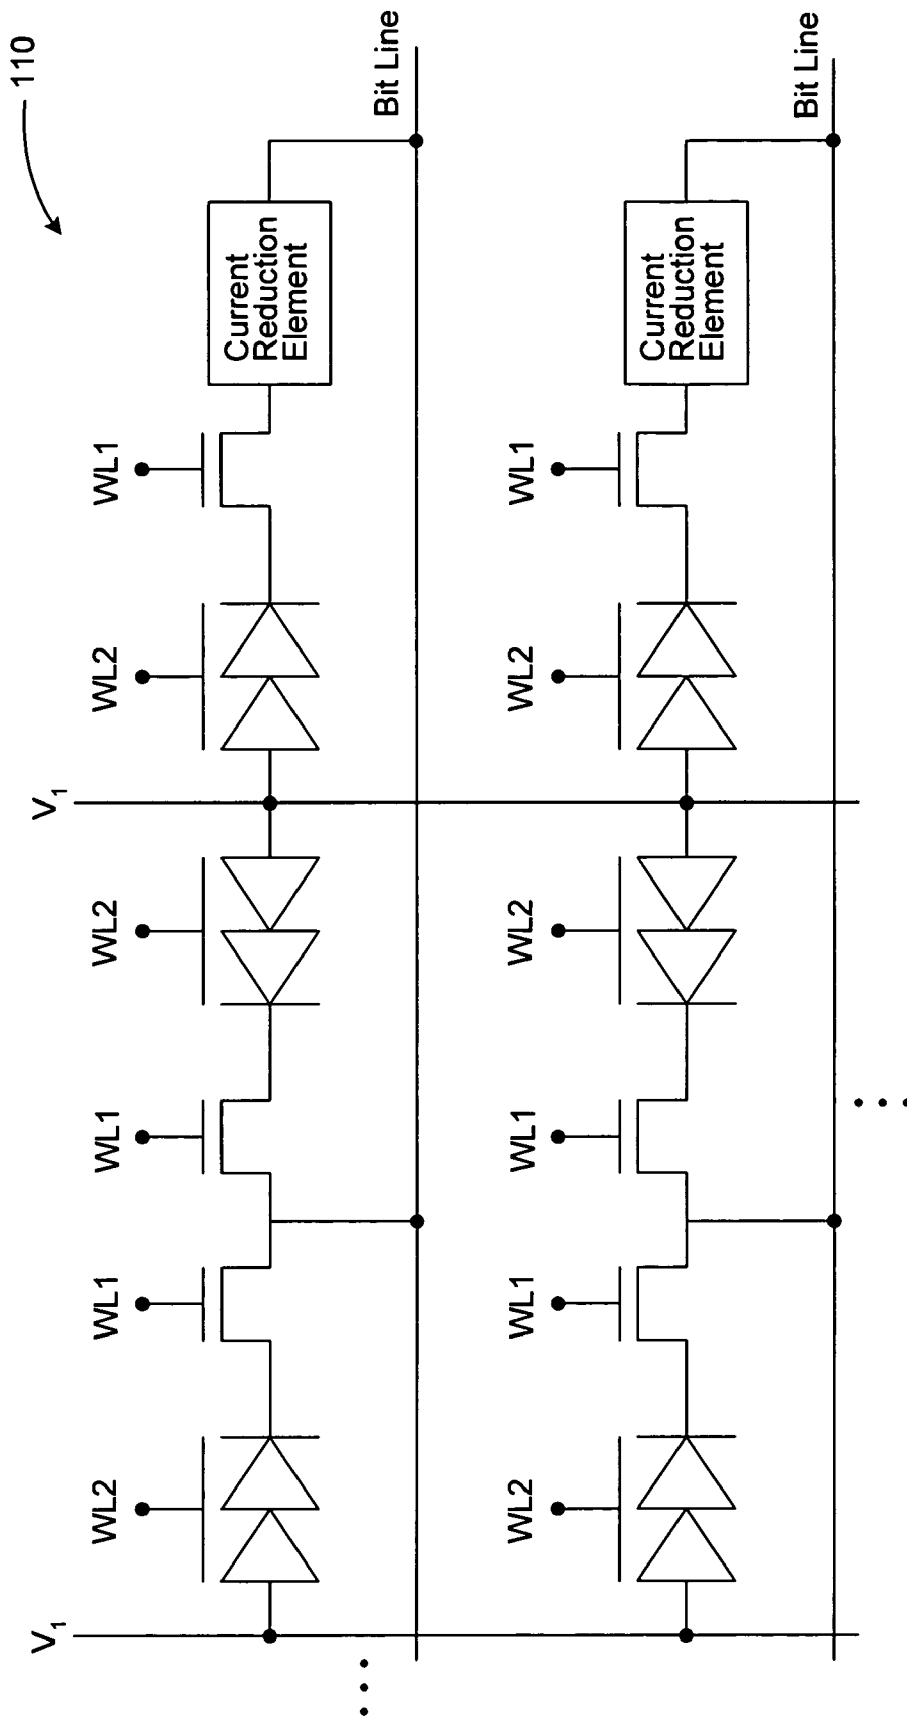 110
V₁
V₁
WL2
WL1
WL1
WL2
WL2
WL1
Current
Reduction
Element
Bit Line
WL2
WL1
WL1
WL2
WL2
WL1
Current
Reduction
Element
Bit Line